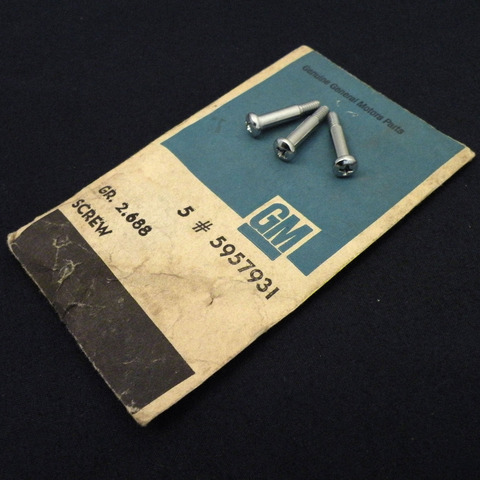 Genuine General Motors Parts
GM
5 # 5957931
GR. 2.688
SCREW